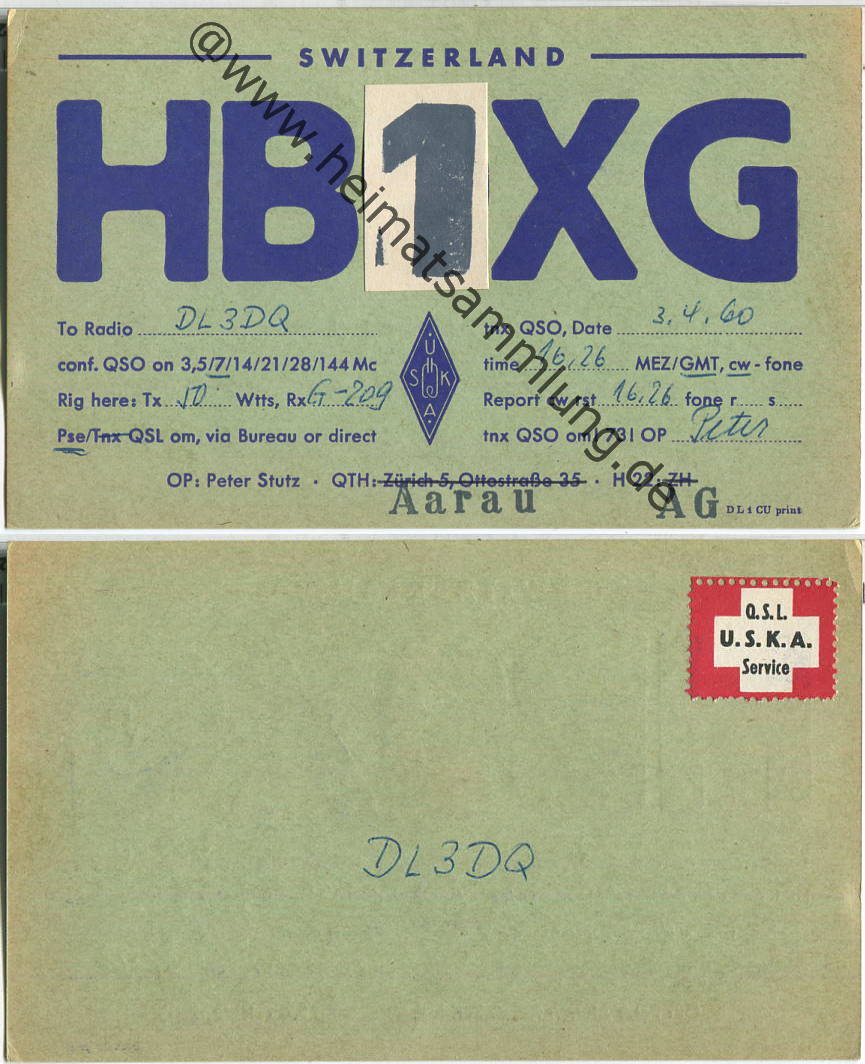 SWITZERLAND
HB1XG
To Radio DL3DQ
tnx QSO, Date 3.4.60
conf. QSO on 3,5/7/14/21/28/144 Mc
time 16,26 MEZ/GMT, cw - fone
Rig here: Tx 50 Wtts, Rx G-209
Report cw rst 16,26 fone r s
Pse/Tnx QSL om, via Bureau or direct
tnx QSO om! 73! OP Peter
USKA
OP: Peter Stutz · QTH: Zürich 5, Ottostraße 35 · H 22: ZH
Aarau AG
DL1CU print
@www.heimatsammlung.de
Q.S.L.
U.S.K.A.
Service
DL3DQ